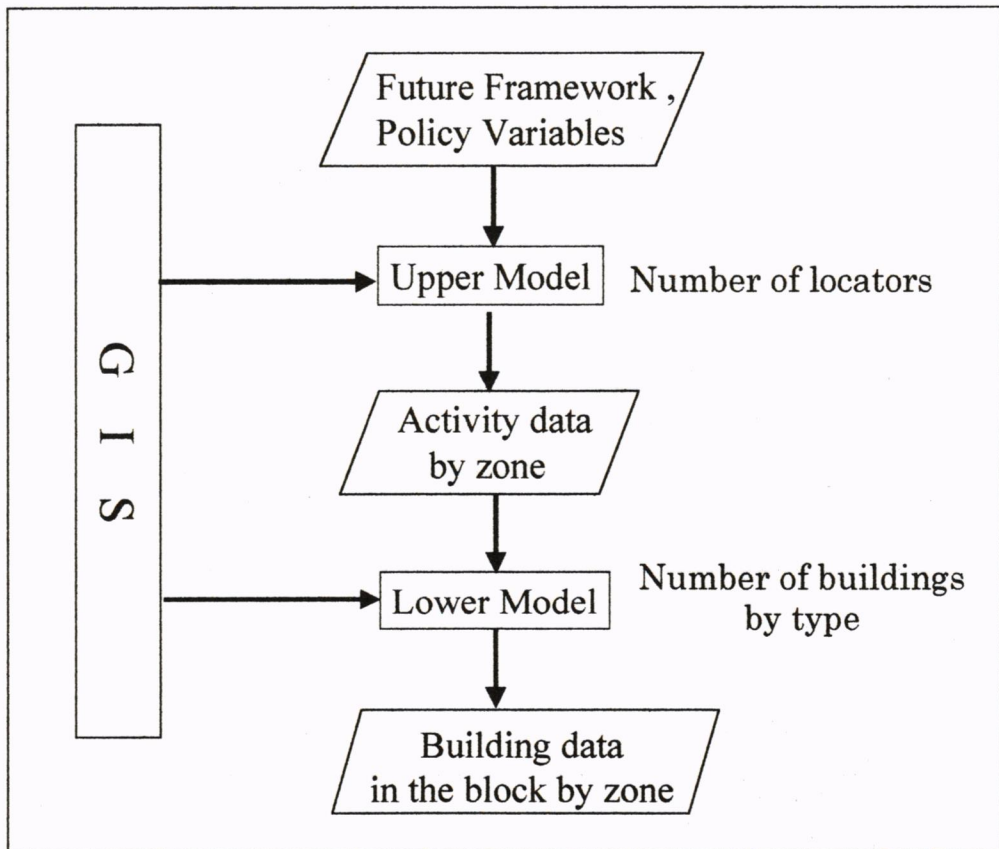 Future Framework ,
Policy Variables
Upper Model
Number of locators
GIS
Activity data
by zone
Lower Model
Number of buildings
by type
Building data
in the block by zone